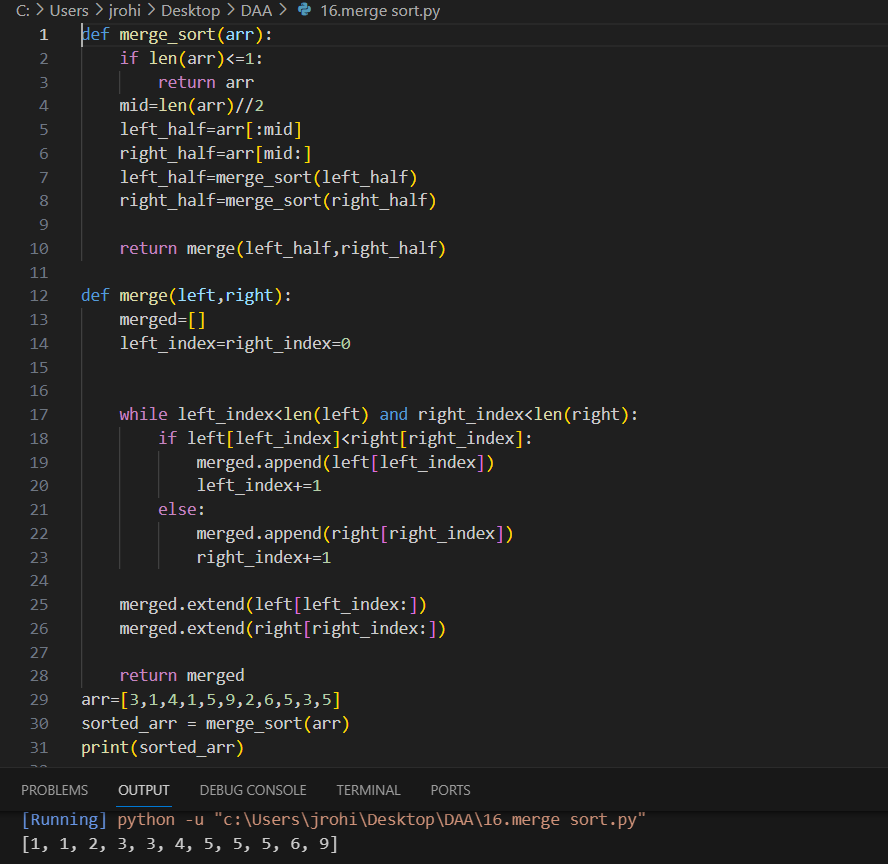 C: > Users > jrohi > Desktop > DAA > 16.merge sort.py
1 def merge_sort(arr):
2     if len(arr)<=1:
3         return arr
4     mid=len(arr)//2
5     left_half=arr[:mid]
6     right_half=arr[mid:]
7     left_half=merge_sort(left_half)
8     right_half=merge_sort(right_half)
9
10     return merge(left_half,right_half)
11
12 def merge(left,right):
13     merged=[]
14     left_index=right_index=0
15
16
17     while left_index<len(left) and right_index<len(right):
18         if left[left_index]<right[right_index]:
19             merged.append(left[left_index])
20             left_index+=1
21         else:
22             merged.append(right[right_index])
23             right_index+=1
24
25     merged.extend(left[left_index:])
26     merged.extend(right[right_index:])
27
28     return merged
29 arr=[3,1,4,1,5,9,2,6,5,3,5]
30 sorted_arr = merge_sort(arr)
31 print(sorted_arr)
PROBLEMS OUTPUT DEBUG CONSOLE TERMINAL PORTS
[Running] python -u "c:\Users\jrohi\Desktop\DAA\16.merge sort.py"
[1, 1, 2, 3, 3, 4, 5, 5, 5, 6, 9]